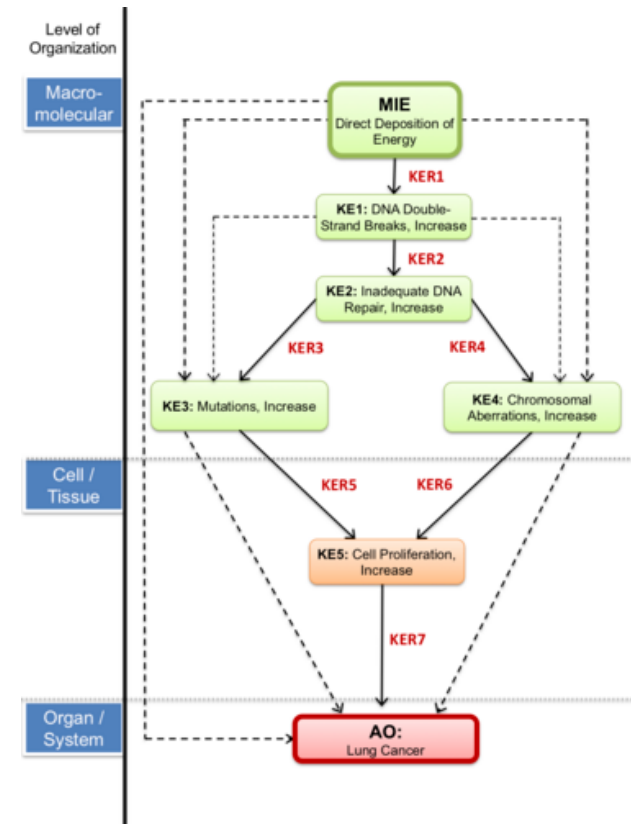 Level of
Organization
Macro-
molecular
MIE
Direct Deposition of
Energy
KER1
KE1: DNA Double-
Strand Breaks, Increase
KER2
KE2: Inadequate DNA
Repair, Increase
KER3
KER4
KE3: Mutations, Increase
KE4: Chromosomal
Aberrations, Increase
Cell /
Tissue
KER5
KER6
KE5: Cell Proliferation,
Increase
KER7
Organ /
System
AO:
Lung Cancer